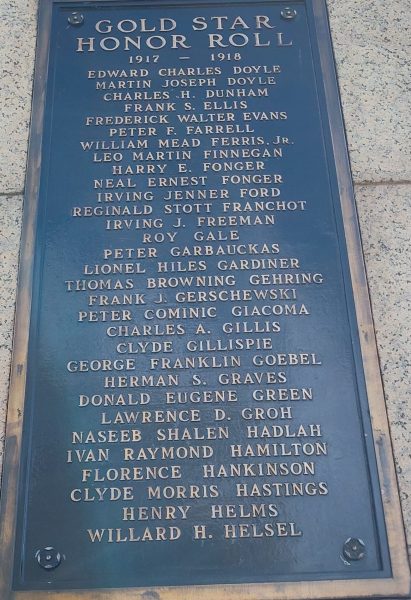 GOLD STAR
HONOR ROLL
1917 – 1918
EDWARD CHARLES DOYLE
MARTIN JOSEPH DOYLE
CHARLES H. DUNHAM
FRANK S. ELLIS
FREDERICK WALTER EVANS
PETER F. FARRELL
WILLIAM MEAD FERRIS, Jr.
LEO MARTIN FINNEGAN
HARRY E. FONGER
NEAL ERNEST FONGER
IRVING JENNER FORD
REGINALD STOTT FRANCHOT
IRVING J. FREEMAN
ROY GALE
PETER GARBAUCKAS
LIONEL HILES GARDINER
THOMAS BROWNING GEHRING
FRANK J. GERSCHEWSKI
PETER COMINIC GIACOMA
CHARLES A. GILLIS
CLYDE GILLISPIE
GEORGE FRANKLIN GOEBEL
HERMAN S. GRAVES
DONALD EUGENE GREEN
LAWRENCE D. GROH
NASEEB SHALEN HADLAH
IVAN RAYMOND HAMILTON
FLORENCE HANKINSON
CLYDE MORRIS HASTINGS
HENRY HELMS
WILLARD H. HELSEL